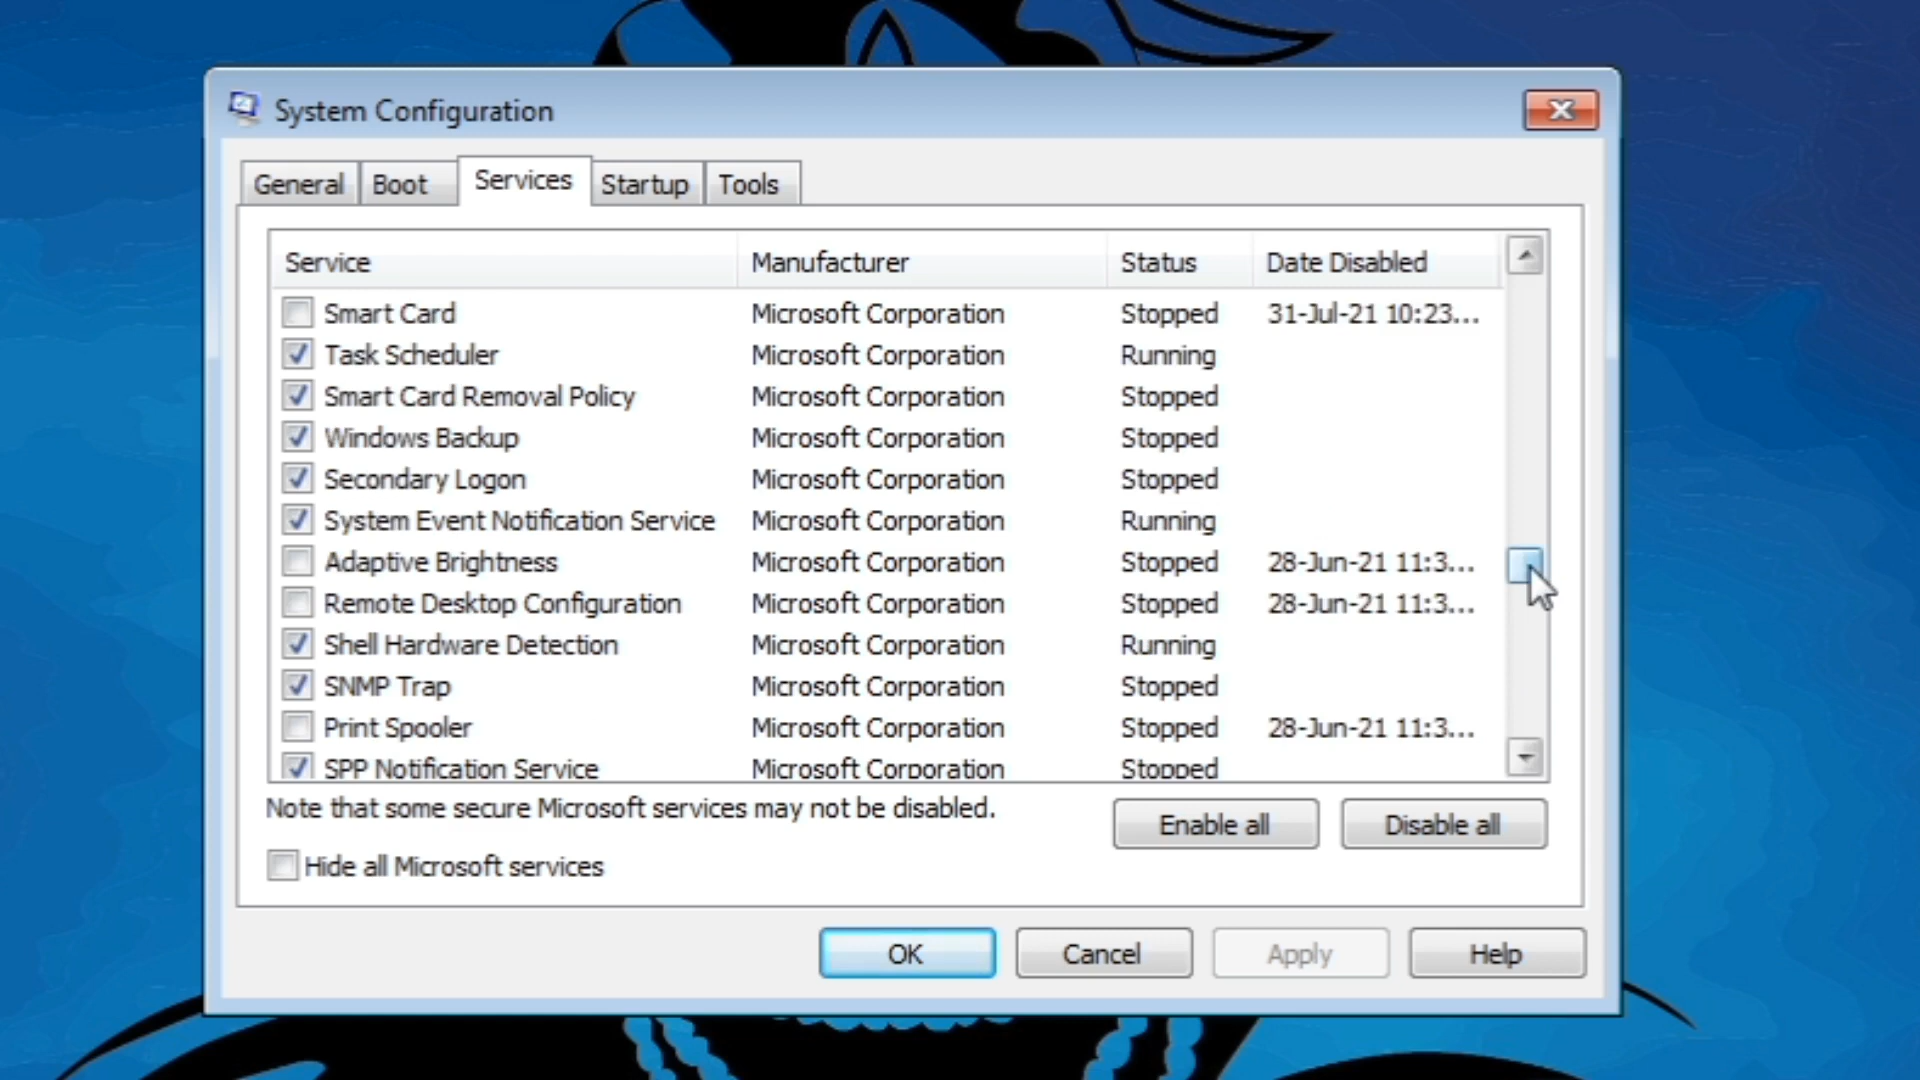 System Configuration
General Boot Services Startup Tools
Service Manufacturer Status Date Disabled
Smart Card Microsoft Corporation Stopped 31-Jul-21 10:23...
Task Scheduler Microsoft Corporation Running
Smart Card Removal Policy Microsoft Corporation Stopped
Windows Backup Microsoft Corporation Stopped
Secondary Logon Microsoft Corporation Stopped
System Event Notification Service Microsoft Corporation Running
Adaptive Brightness Microsoft Corporation Stopped 28-Jun-21 11:3...
Remote Desktop Configuration Microsoft Corporation Stopped 28-Jun-21 11:3...
Shell Hardware Detection Microsoft Corporation Running
SNMP Trap Microsoft Corporation Stopped
Print Spooler Microsoft Corporation Stopped 28-Jun-21 11:3...
SPP Notification Service Microsoft Corporation Stopped
Note that some secure Microsoft services may not be disabled.
Enable all Disable all
Hide all Microsoft services
OK Cancel Apply Help